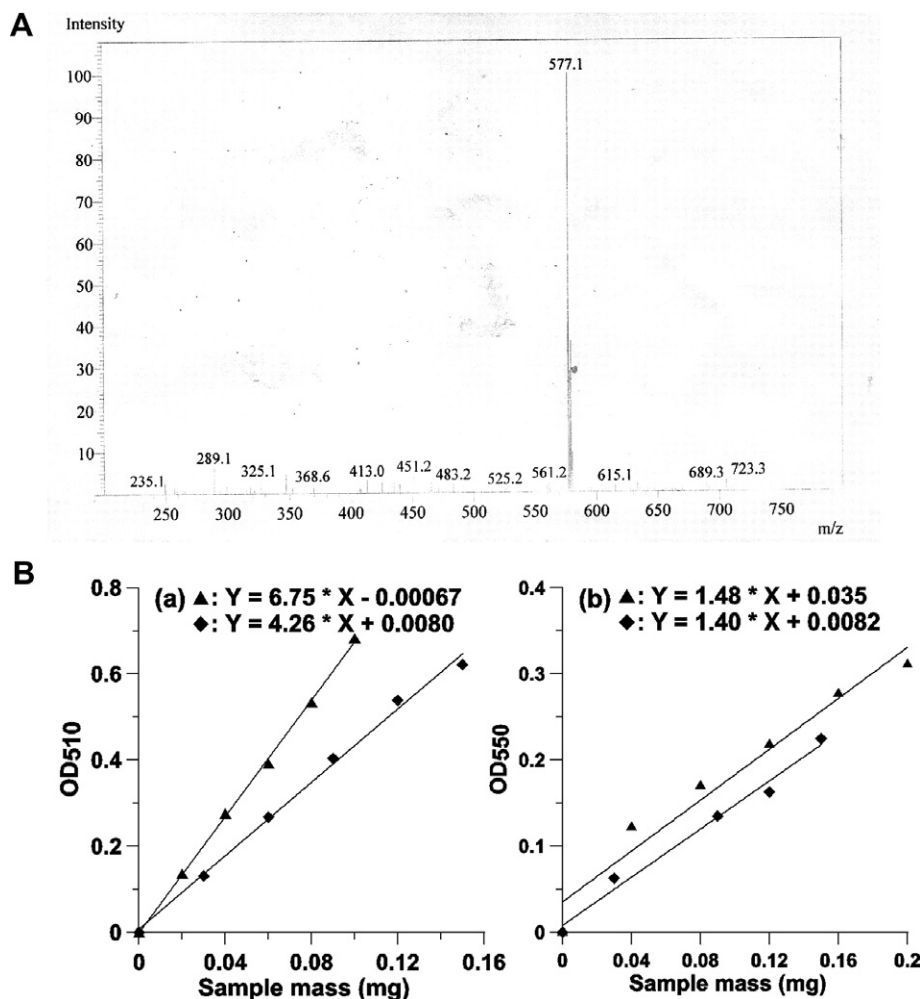 A
Intensity
577.1
100
90
80
70
60
50
40
30
20
10
235.1 289.1 325.1 368.6 413.0 451.2 483.2 525.2 561.2 615.1 689.3 723.3
250 300 350 400 450 500 550 600 650 700 750
m/z
B
(a) ▲: Y = 6.75 * X - 0.00067
◆: Y = 4.26 * X + 0.0080
0.8
0.6
0.4
0.2
0
OD510
0 0.04 0.08 0.12 0.16
Sample mass (mg)
(b) ▲: Y = 1.48 * X + 0.035
◆: Y = 1.40 * X + 0.0082
0.4
0.3
0.2
0.1
0
OD550
0 0.04 0.08 0.12 0.16 0.2
Sample mass (mg)